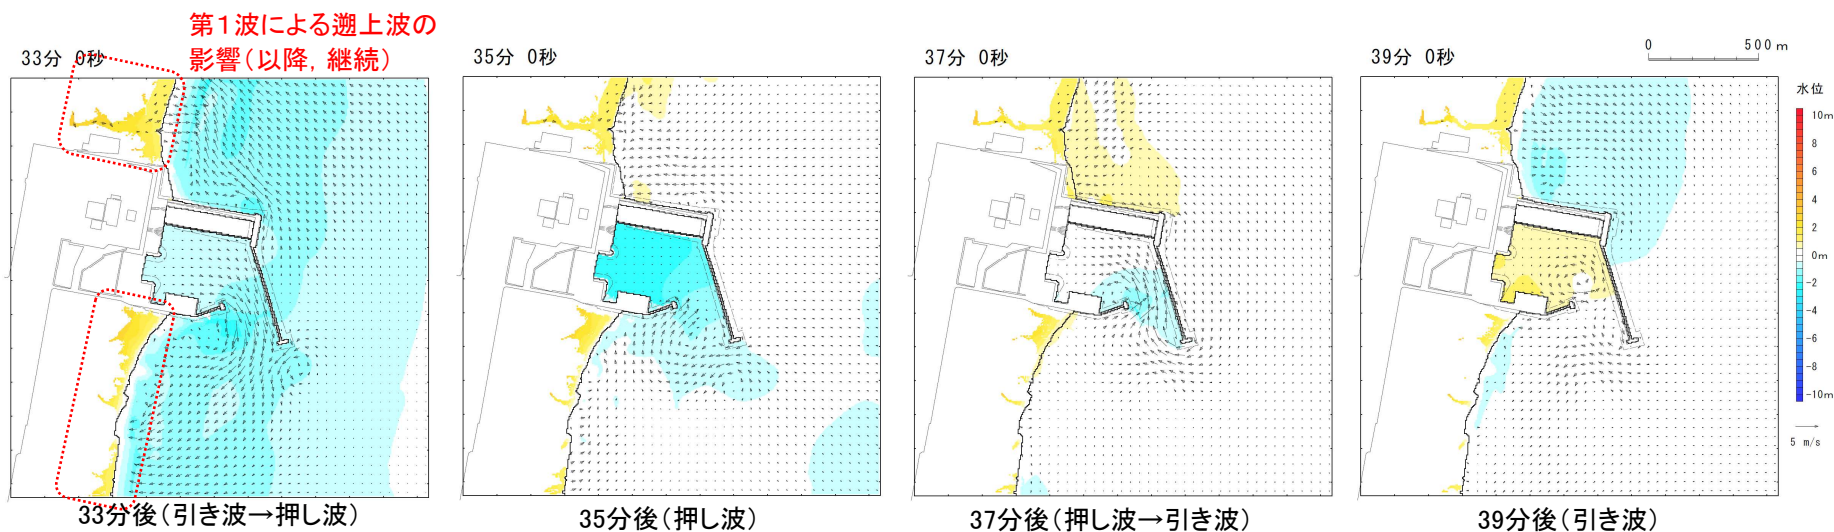 第1波による遡上波の
影響(以降, 継続)
33分 0秒
35分 0秒
37分 0秒
39分 0秒
0 500m
水位
10m
8
6
4
2
0m
-2
-4
-6
-8
-10m
5 m/s
33分後(引き波→押し波)
35分後(押し波)
37分後(押し波→引き波)
39分後(引き波)